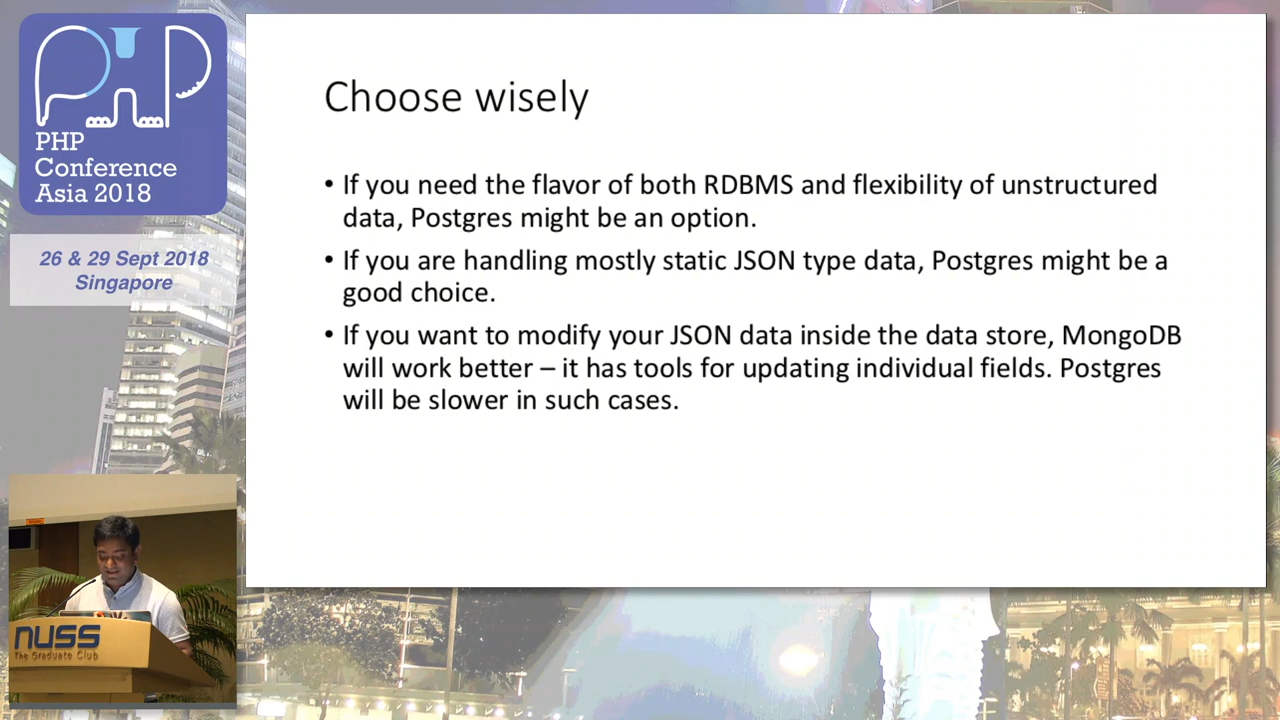 PHP
Conference
Asia 2018
26 & 29 Sept 2018
Singapore
Choose wisely
• If you need the flavor of both RDBMS and flexibility of unstructured
data, Postgres might be an option.
• If you are handling mostly static JSON type data, Postgres might be a
good choice.
• If you want to modify your JSON data inside the data store, MongoDB
will work better – it has tools for updating individual fields. Postgres
will be slower in such cases.
nuss
The Graduate Club